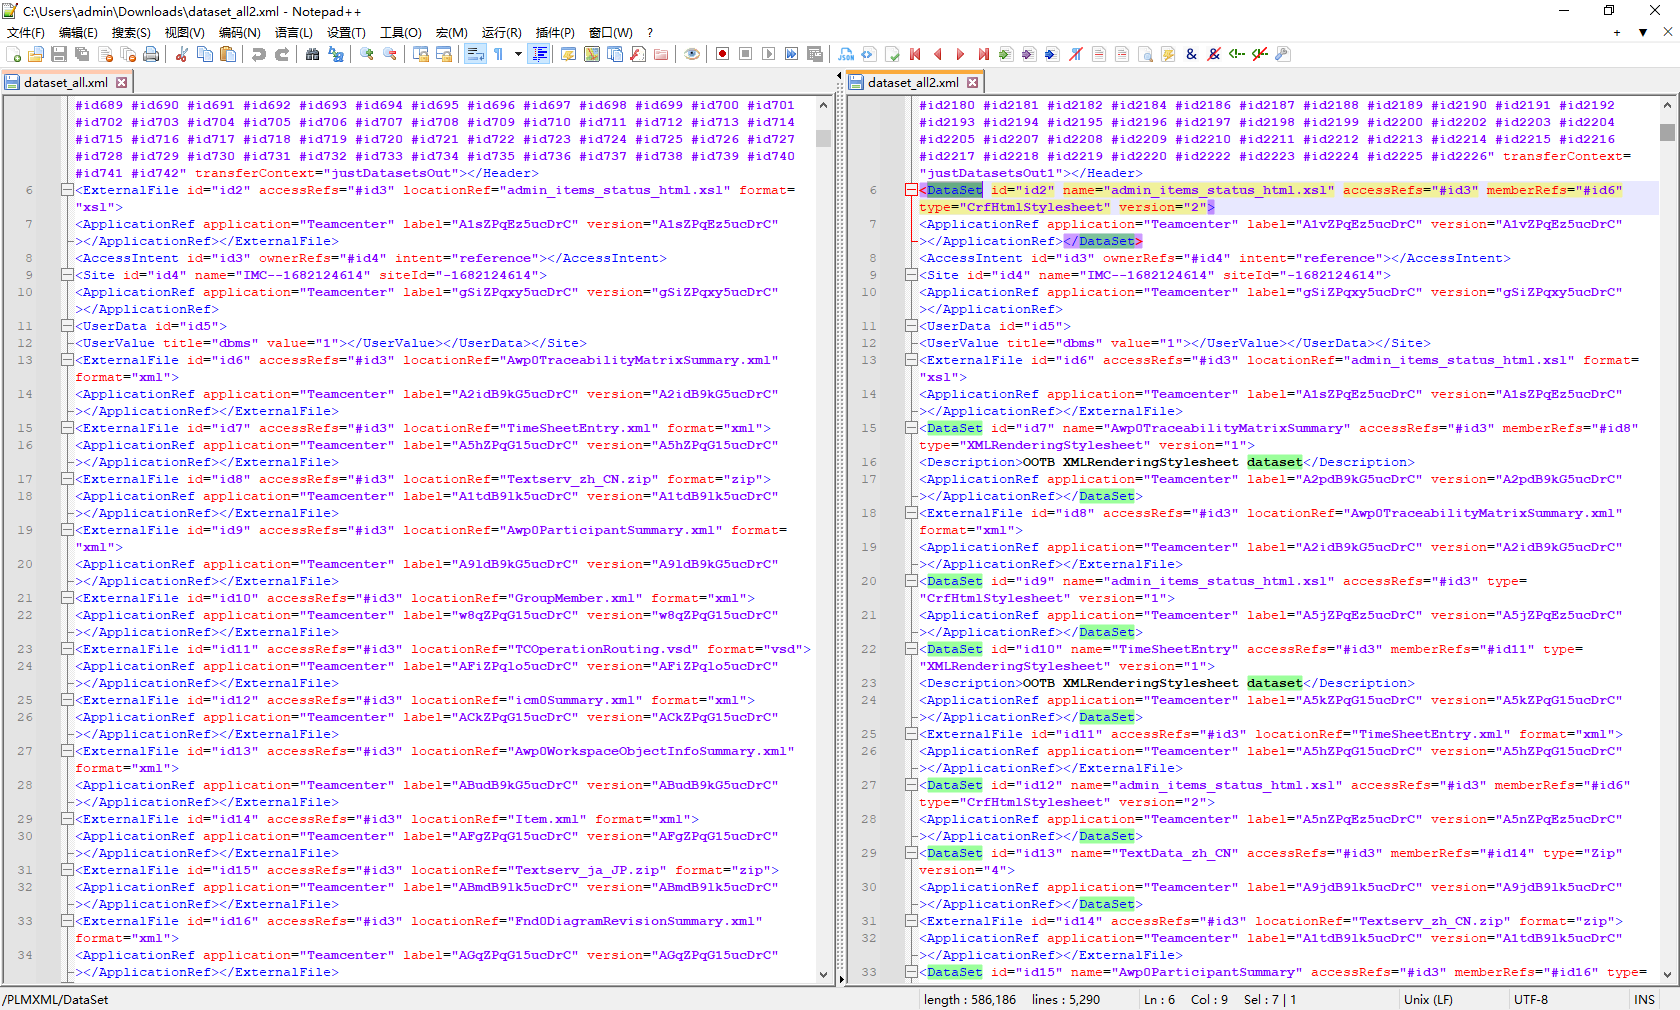 C:\Users\admin\Downloads\dataset_all2.xml - Notepad++
文件(F) 编辑(E) 搜索(S) 视图(V) 编码(N) 语言(L) 设置(T) 工具(O) 宏(M) 运行(R) 插件(P) 窗口(W) ?
dataset_all.xml
#id689 #id690 #id691 #id692 #id693 #id694 #id695 #id696 #id697 #id698 #id699 #id700 #id701
#id702 #id703 #id704 #id705 #id706 #id707 #id708 #id709 #id710 #id711 #id712 #id713 #id714
#id715 #id716 #id717 #id718 #id719 #id720 #id721 #id722 #id723 #id724 #id725 #id726 #id727
#id728 #id729 #id730 #id731 #id732 #id733 #id734 #id735 #id736 #id737 #id738 #id739 #id740
#id741 #id742" transferContext="justDatasetsOut"></Header>
6 <ExternalFile id="id2" accessRefs="#id3" locationRef="admin_items_status_html.xsl" format=
"xsl">
7 <ApplicationRef application="Teamcenter" label="A1sZPqEz5ucDrC" version="A1sZPqEz5ucDrC"
></ApplicationRef></ExternalFile>
8 <AccessIntent id="id3" ownerRefs="#id4" intent="reference"></AccessIntent>
9 <Site id="id4" name="IMC--1682124614" siteId="-1682124614">
10 <ApplicationRef application="Teamcenter" label="gSiZPqxy5ucDrC" version="gSiZPqxy5ucDrC"
></ApplicationRef>
11 <UserData id="id5">
12 <UserValue title="dbms" value="1"></UserValue></UserData></Site>
13 <ExternalFile id="id6" accessRefs="#id3" locationRef="Awp0TraceabilityMatrixSummary.xml"
format="xml">
14 <ApplicationRef application="Teamcenter" label="A2idB9kG5ucDrC" version="A2idB9kG5ucDrC"
></ApplicationRef></ExternalFile>
15 <ExternalFile id="id7" accessRefs="#id3" locationRef="TimeSheetEntry.xml" format="xml">
16 <ApplicationRef application="Teamcenter" label="A5hZPqG15ucDrC" version="A5hZPqG15ucDrC"
></ApplicationRef></ExternalFile>
17 <ExternalFile id="id8" accessRefs="#id3" locationRef="Textserv_zh_CN.zip" format="zip">
18 <ApplicationRef application="Teamcenter" label="A1tdB9lk5ucDrC" version="A1tdB9lk5ucDrC"
></ApplicationRef></ExternalFile>
19 <ExternalFile id="id9" accessRefs="#id3" locationRef="Awp0ParticipantSummary.xml" format=
"xml">
20 <ApplicationRef application="Teamcenter" label="A9ldB9kG5ucDrC" version="A9ldB9kG5ucDrC"
></ApplicationRef></ExternalFile>
21 <ExternalFile id="id10" accessRefs="#id3" locationRef="GroupMember.xml" format="xml">
22 <ApplicationRef application="Teamcenter" label="w8qZPqG15ucDrC" version="w8qZPqG15ucDrC"
></ApplicationRef></ExternalFile>
23 <ExternalFile id="id11" accessRefs="#id3" locationRef="TCOperationRouting.vsd" format="vsd">
24 <ApplicationRef application="Teamcenter" label="AFiZPqlo5ucDrC" version="AFiZPqlo5ucDrC"
></ApplicationRef></ExternalFile>
25 <ExternalFile id="id12" accessRefs="#id3" locationRef="icm0Summary.xml" format="xml">
26 <ApplicationRef application="Teamcenter" label="ACkZPqG15ucDrC" version="ACkZPqG15ucDrC"
></ApplicationRef></ExternalFile>
27 <ExternalFile id="id13" accessRefs="#id3" locationRef="Awp0WorkspaceObjectInfoSummary.xml"
format="xml">
28 <ApplicationRef application="Teamcenter" label="ABudB9kG5ucDrC" version="ABudB9kG5ucDrC"
></ApplicationRef></ExternalFile>
29 <ExternalFile id="id14" accessRefs="#id3" locationRef="Item.xml" format="xml">
30 <ApplicationRef application="Teamcenter" label="AFgZPqG15ucDrC" version="AFgZPqG15ucDrC"
></ApplicationRef></ExternalFile>
31 <ExternalFile id="id15" accessRefs="#id3" locationRef="Textserv_ja_JP.zip" format="zip">
32 <ApplicationRef application="Teamcenter" label="ABmdB9lk5ucDrC" version="ABmdB9lk5ucDrC"
></ApplicationRef></ExternalFile>
33 <ExternalFile id="id16" accessRefs="#id3" locationRef="Fnd0DiagramRevisionSummary.xml"
format="xml">
34 <ApplicationRef application="Teamcenter" label="AGqZPqG15ucDrC" version="AGqZPqG15ucDrC"
></ApplicationRef></ExternalFile>
dataset_all2.xml
#id2180 #id2181 #id2182 #id2184 #id2186 #id2187 #id2188 #id2189 #id2190 #id2191 #id2192
#id2193 #id2194 #id2195 #id2196 #id2197 #id2198 #id2199 #id2200 #id2202 #id2203 #id2204
#id2205 #id2207 #id2208 #id2209 #id2210 #id2211 #id2212 #id2213 #id2214 #id2215 #id2216
#id2217 #id2218 #id2219 #id2220 #id2222 #id2223 #id2224 #id2225 #id2226" transferContext=
"justDatasetsOut1"></Header>
6 <DataSet id="id2" name="admin_items_status_html.xsl" accessRefs="#id3" memberRefs="#id6"
type="CrfHtmlStylesheet" version="2">
7 <ApplicationRef application="Teamcenter" label="A1vZPqEz5ucDrC" version="A1vZPqEz5ucDrC"
></ApplicationRef></DataSet>
8 <AccessIntent id="id3" ownerRefs="#id4" intent="reference"></AccessIntent>
9 <Site id="id4" name="IMC--1682124614" siteId="-1682124614">
10 <ApplicationRef application="Teamcenter" label="gSiZPqxy5ucDrC" version="gSiZPqxy5ucDrC"
></ApplicationRef>
11 <UserData id="id5">
12 <UserValue title="dbms" value="1"></UserValue></UserData></Site>
13 <ExternalFile id="id6" accessRefs="#id3" locationRef="admin_items_status_html.xsl" format=
"xsl">
14 <ApplicationRef application="Teamcenter" label="A1sZPqEz5ucDrC" version="A1sZPqEz5ucDrC"
></ApplicationRef></ExternalFile>
15 <DataSet id="id7" name="Awp0TraceabilityMatrixSummary" accessRefs="#id3" memberRefs="#id8"
type="XMLRenderingStylesheet" version="1">
16 <Description>OOTB XMLRenderingStylesheet dataset</Description>
17 <ApplicationRef application="Teamcenter" label="A2pdB9kG5ucDrC" version="A2pdB9kG5ucDrC"
></ApplicationRef></DataSet>
18 <ExternalFile id="id8" accessRefs="#id3" locationRef="Awp0TraceabilityMatrixSummary.xml"
format="xml">
19 <ApplicationRef application="Teamcenter" label="A2idB9kG5ucDrC" version="A2idB9kG5ucDrC"
></ApplicationRef></ExternalFile>
20 <DataSet id="id9" name="admin_items_status_html.xsl" accessRefs="#id3" type=
"CrfHtmlStylesheet" version="1">
21 <ApplicationRef application="Teamcenter" label="A5jZPqEz5ucDrC" version="A5jZPqEz5ucDrC"
></ApplicationRef></DataSet>
22 <DataSet id="id10" name="TimeSheetEntry" accessRefs="#id3" memberRefs="#id11" type=
"XMLRenderingStylesheet" version="1">
23 <Description>OOTB XMLRenderingStylesheet dataset</Description>
24 <ApplicationRef application="Teamcenter" label="A5kZPqG15ucDrC" version="A5kZPqG15ucDrC"
></ApplicationRef></DataSet>
25 <ExternalFile id="id11" accessRefs="#id3" locationRef="TimeSheetEntry.xml" format="xml">
26 <ApplicationRef application="Teamcenter" label="A5hZPqG15ucDrC" version="A5hZPqG15ucDrC"
></ApplicationRef></ExternalFile>
27 <DataSet id="id12" name="admin_items_status_html.xsl" accessRefs="#id3" memberRefs="#id6"
type="CrfHtmlStylesheet" version="2">
28 <ApplicationRef application="Teamcenter" label="A5nZPqEz5ucDrC" version="A5nZPqEz5ucDrC"
></ApplicationRef></DataSet>
29 <DataSet id="id13" name="TextData_zh_CN" accessRefs="#id3" memberRefs="#id14" type="Zip"
version="4">
30 <ApplicationRef application="Teamcenter" label="A9jdB9lk5ucDrC" version="A9jdB9lk5ucDrC"
></ApplicationRef></DataSet>
31 <ExternalFile id="id14" accessRefs="#id3" locationRef="Textserv_zh_CN.zip" format="zip">
32 <ApplicationRef application="Teamcenter" label="A1tdB9lk5ucDrC" version="A1tdB9lk5ucDrC"
></ApplicationRef></ExternalFile>
33 <DataSet id="id15" name="Awp0ParticipantSummary" accessRefs="#id3" memberRefs="#id16" type=
/PLMXML/DataSet length : 586,186 lines : 5,290 Ln : 6 Col : 9 Sel : 7 | 1 Unix (LF) UTF-8 INS